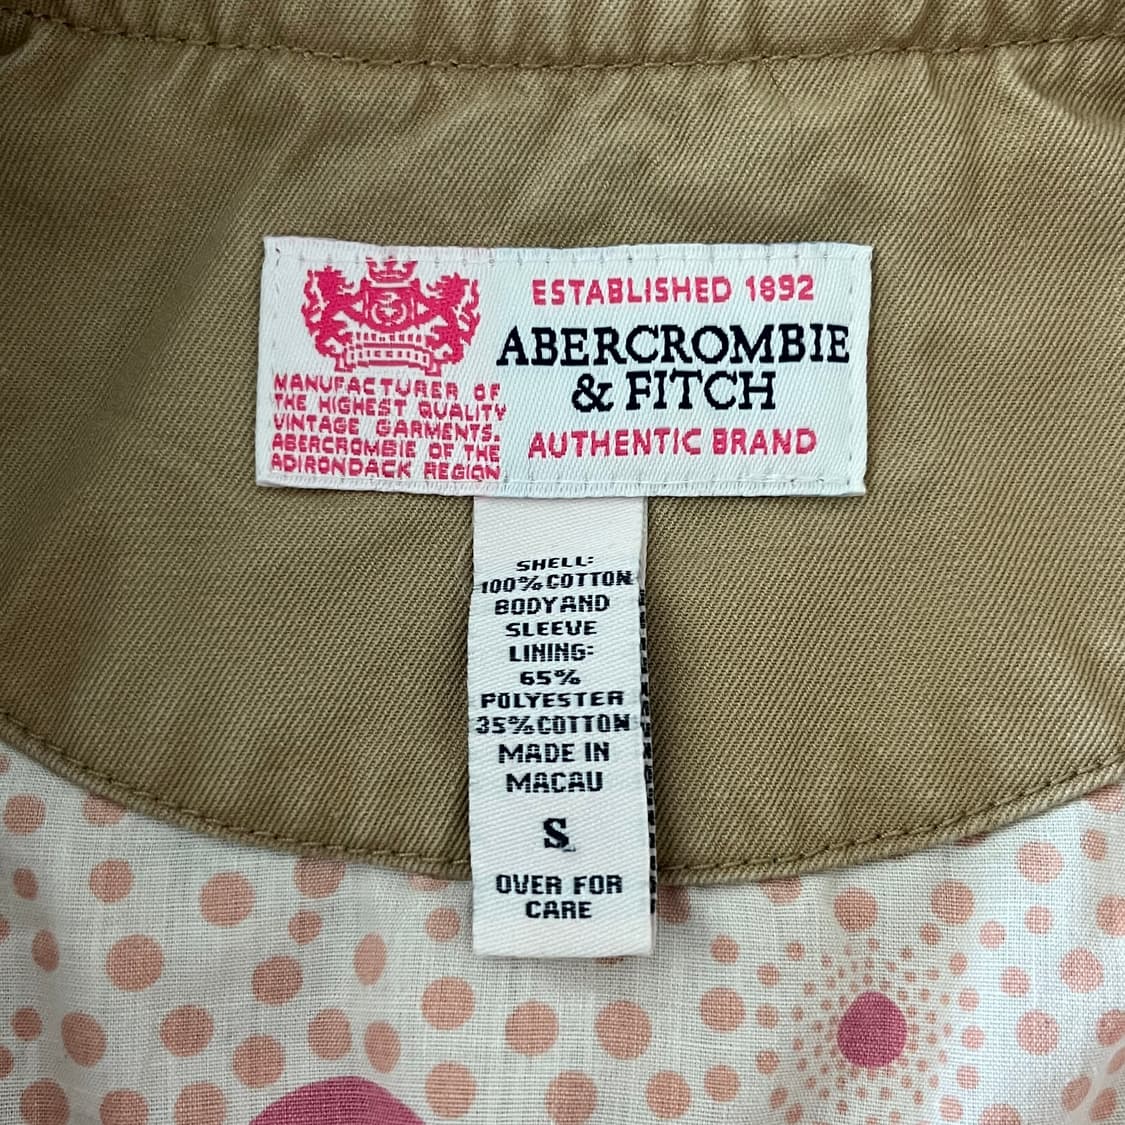 MANUFACTURER OF
THE HIGHEST QUALITY
VINTAGE GARMENTS.
ABERCROMBIE OF THE
ADIRONDACK REGION
ESTABLISHED 1892
ABERCROMBIE
& FITCH
AUTHENTIC BRAND
SHELL:
100% COTTON
BODY AND
SLEEVE
LINING:
65%
POLYESTER
35% COTTON
MADE IN
MACAU
S
OVER FOR
CARE